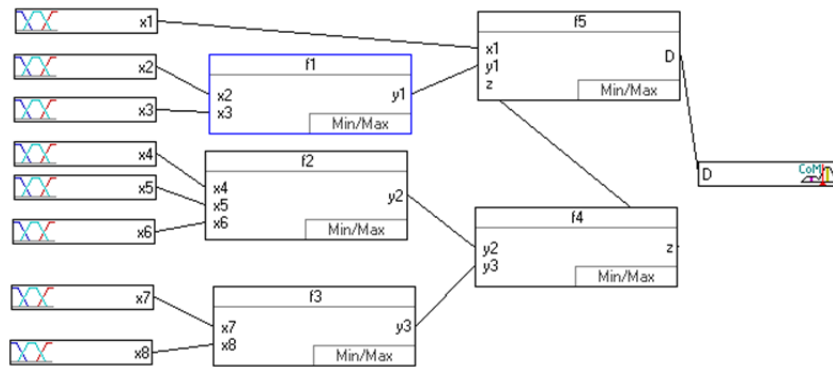 x1
x2
x3
x4
x5
x6
x7
x8
f1
x2
x3
y1
Min/Max
f2
x4
x5
x6
y2
Min/Max
f3
x7
x8
y3
Min/Max
f5
x1
y1
z
D
Min/Max
f4
y2
y3
z
Min/Max
D
CoM